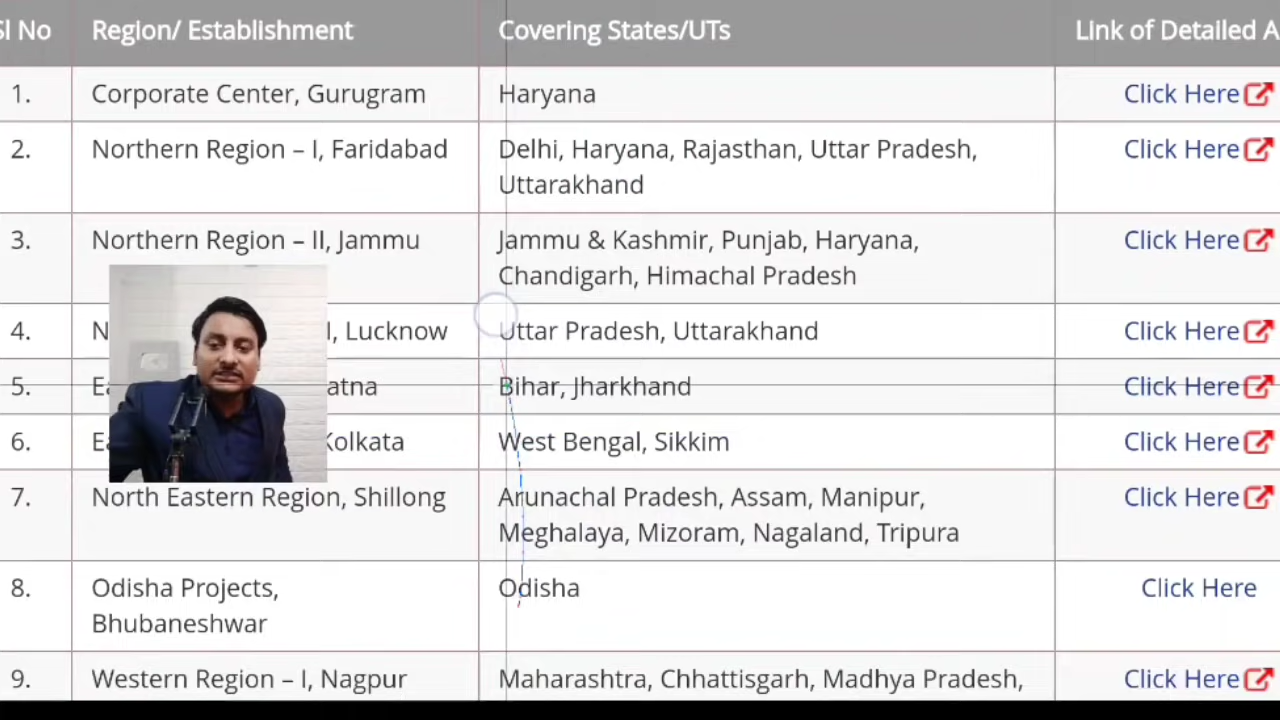 Sl No Region/ Establishment Covering States/UTs Link of Detailed A
1. Corporate Center, Gurugram Haryana Click Here
2. Northern Region – I, Faridabad Delhi, Haryana, Rajasthan, Uttar Pradesh,
Uttarakhand Click Here
3. Northern Region – II, Jammu Jammu & Kashmir, Punjab, Haryana,
Chandigarh, Himachal Pradesh Click Here
4. N I, Lucknow Uttar Pradesh, Uttarakhand Click Here
5. Ea atna Bihar, Jharkhand Click Here
6. Ea Kolkata West Bengal, Sikkim Click Here
7. North Eastern Region, Shillong Arunachal Pradesh, Assam, Manipur,
Meghalaya, Mizoram, Nagaland, Tripura Click Here
8. Odisha Projects,
Bhubaneshwar Odisha Click Here
9. Western Region – I, Nagpur Maharashtra, Chhattisgarh, Madhya Pradesh, Click Here